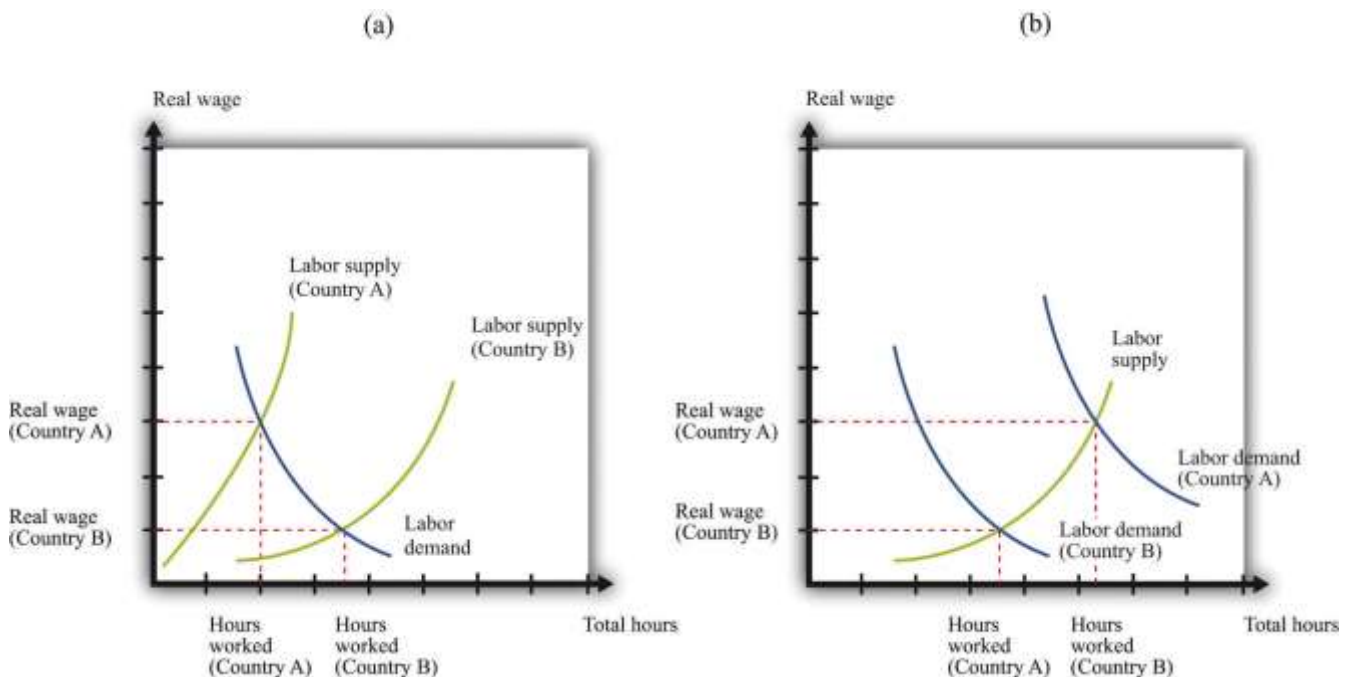 (a)
Real wage
Labor supply
(Country A)
Labor supply
(Country B)
Real wage
(Country A)
Real wage
(Country B)
Labor
demand
Hours
worked
(Country A)
Hours
worked
(Country B)
Total hours
(b)
Real wage
Labor
supply
Real wage
(Country A)
Labor demand
(Country A)
Real wage
(Country B)
Labor demand
(Country B)
Hours
worked
(Country A)
Hours
worked
(Country B)
Total hours